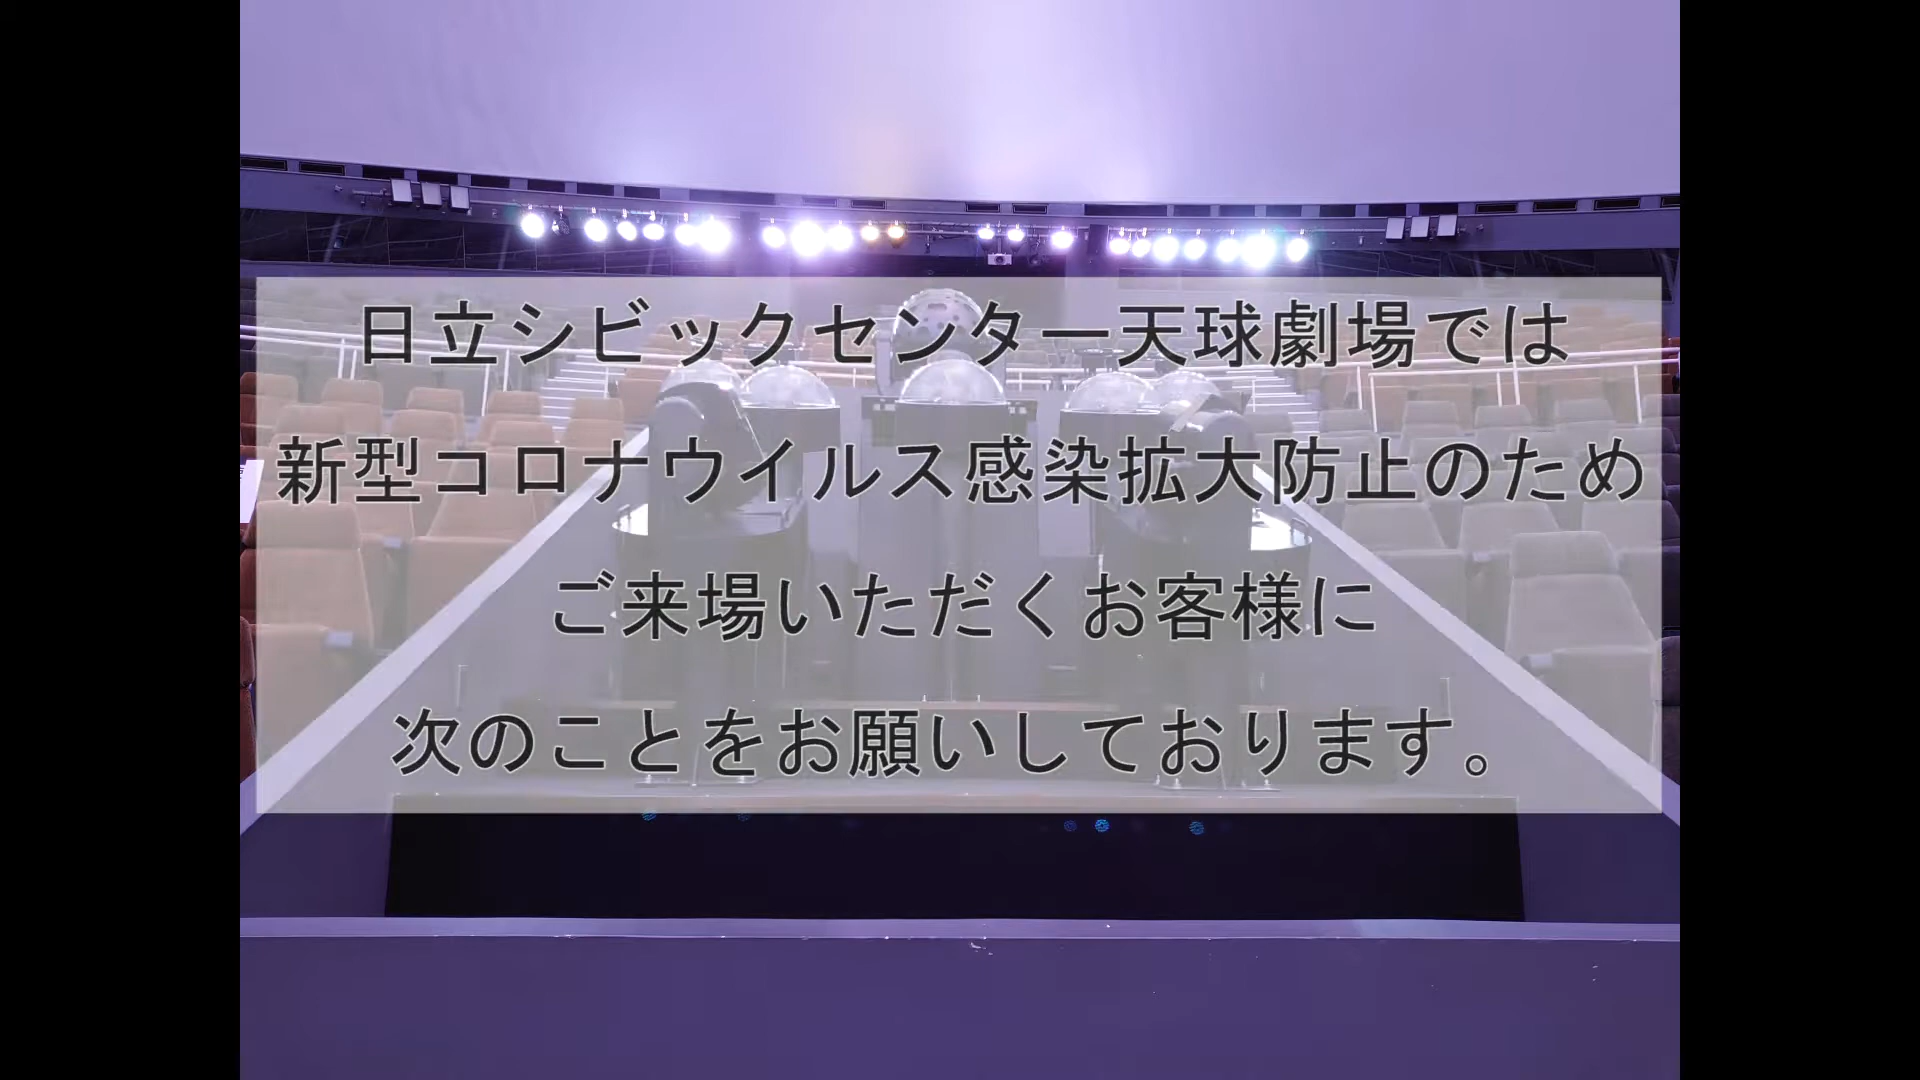 日立シビックセンター天球劇場では
新型コロナウイルス感染拡大防止のため
ご来場いただくお客様に
次のことをお願いしております。